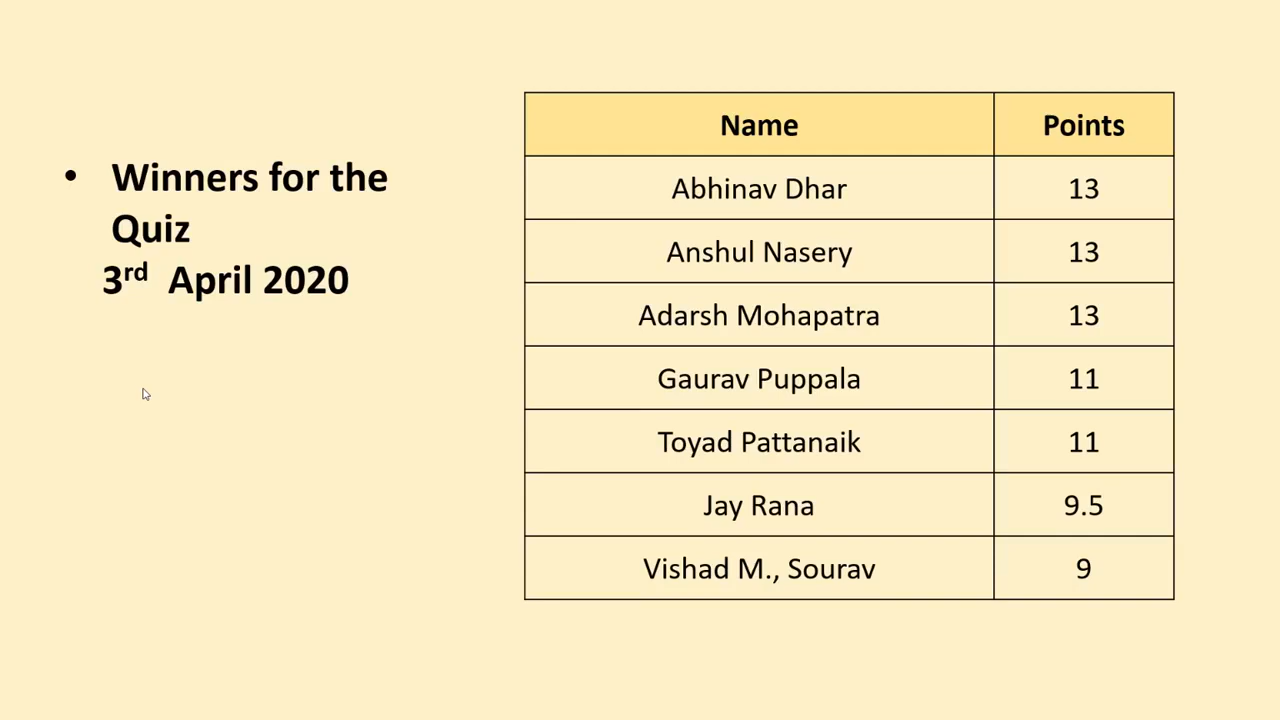 • Winners for the
Quiz
3rd April 2020
Name Points
Abhinav Dhar 13
Anshul Nasery 13
Adarsh Mohapatra 13
Gaurav Puppala 11
Toyad Pattanaik 11
Jay Rana 9.5
Vishad M., Sourav 9